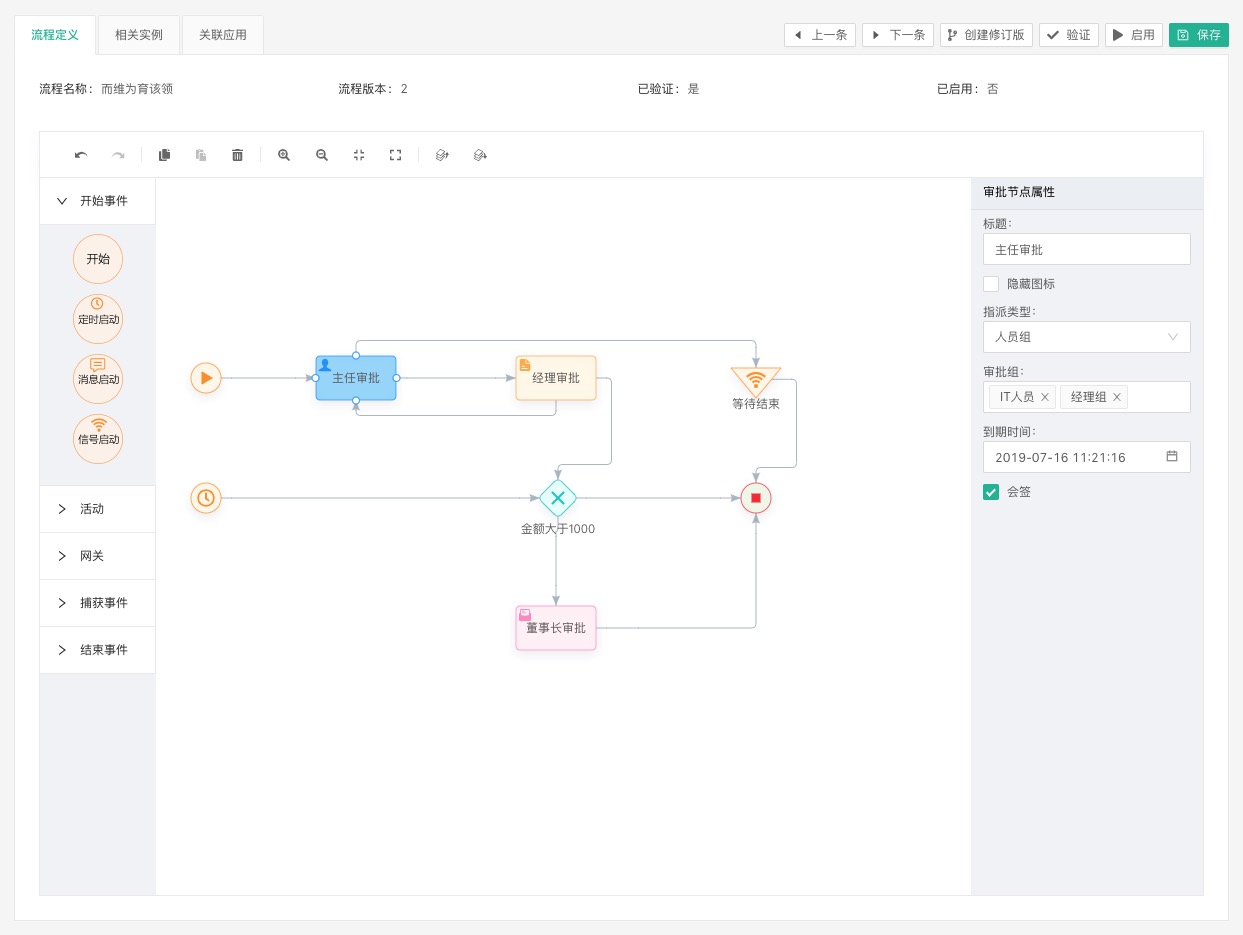 流程定义 相关实例 关联应用 上一条 下一条 创建修订版 验证 启用 保存
流程名称：而维为育该领 流程版本：2 已验证：是 已启用：否
开始事件
开始
定时启动
消息启动
信号启动
活动
网关
捕获事件
结束事件
主任审批 经理审批
等待结束
金额大于1000
董事长审批
审批节点属性
标题：
主任审批
隐藏图标
指派类型：
人员组
审批组：
IT人员 经理组
到期时间：
2019-07-16 11:21:16
会签